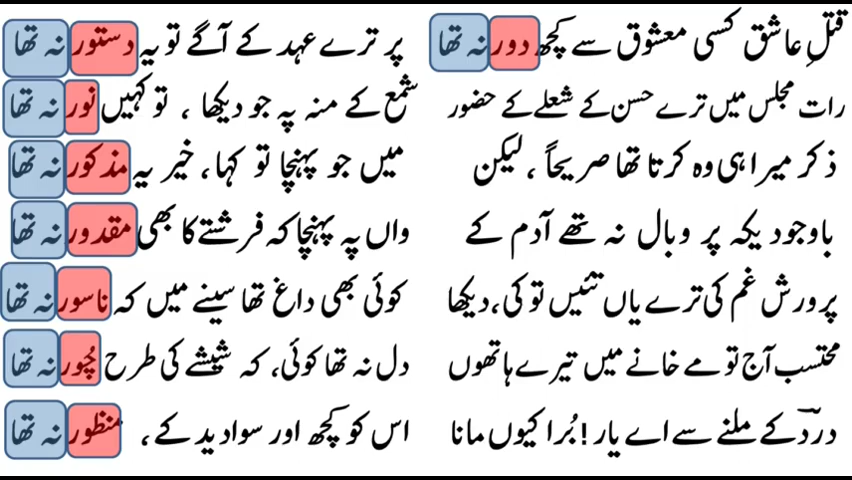 قتلِ عاشق کسی معشوق سے کچھ دور نہ تھا پر ترے عہد کے آگے تو یہ دستور نہ تھا
رات مجلس میں ترے حسن کے شعلے کے حضور شمع کے منہ پہ جو دیکھا ، تو کہیں نور نہ تھا
ذکر میرا ہی وہ کرتا تھا صریحاً ، لیکن میں جو پہنچا تو کہا، خیر یہ مذکور نہ تھا
باوجود یکہ پر و بال نہ تھے آدم کے واں پہ پہنچا کہ فرشتے کا بھی مقدور نہ تھا
پرورش غم کی ترے یاں تئیں تو کی، دیکھا کوئی بھی داغ تھا سینے میں کہ ناسور نہ تھا
محتسب آج تو مے خانے میں تیرے ہاتھوں دل نہ تھا کوئی، کہ شیشے کی طرح چُور نہ تھا
دردؔ کے ملنے سے اے یار! بُرا کیوں مانا اس کو کچھ اور سوا دید کے، منظور نہ تھا